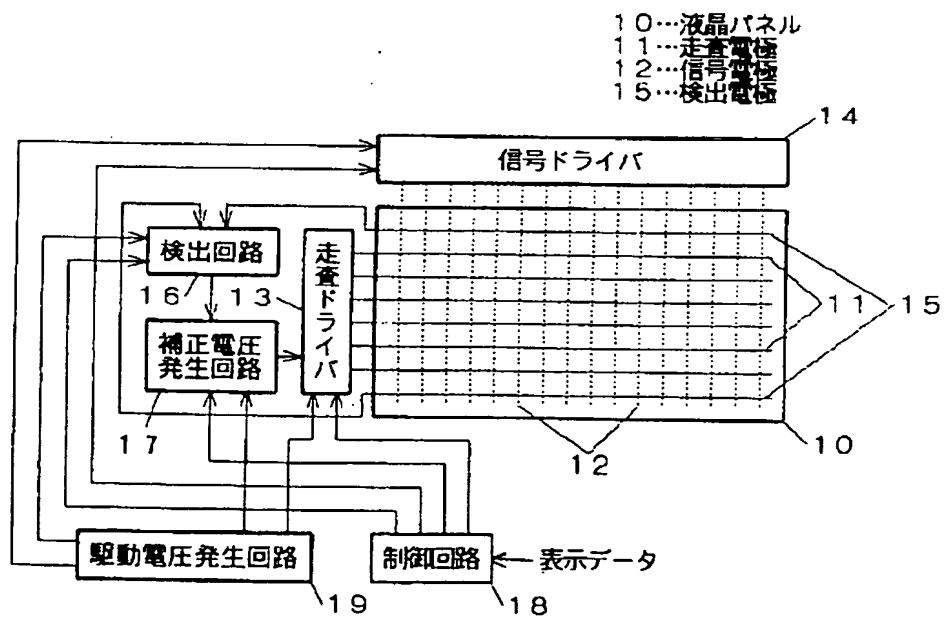 10…液晶パネル
11…走査電極
12…信号電極
15…検出電極
14
信号ドライバ
検出回路
走査ドライバ
16
13
11
15
補正電圧
発生回路
17
12
10
駆動電圧発生回路
制御回路
表示データ
19
18